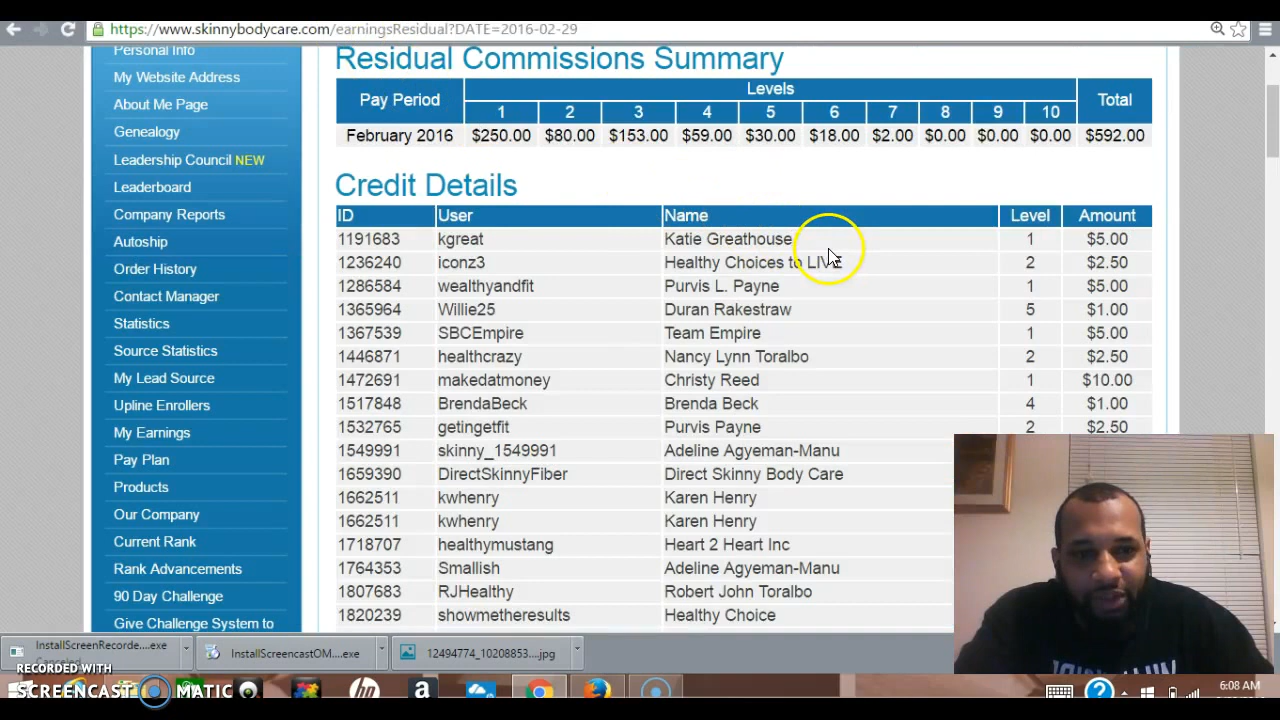 https://www.skinnybodycare.com/earningsResidual?DATE=2016-02-29
Personal Info
My Website Address
About Me Page
Genealogy
Leadership Council NEW
Leaderboard
Company Reports
Autoship
Order History
Contact Manager
Statistics
Source Statistics
My Lead Source
Upline Enrollers
My Earnings
Pay Plan
Products
Our Company
Current Rank
Rank Advancements
90 Day Challenge
Give Challenge System to
Residual Commissions Summary
Pay Period Levels Total
1 2 3 4 5 6 7 8 9 10
February 2016 $250.00 $80.00 $153.00 $59.00 $30.00 $18.00 $2.00 $0.00 $0.00 $0.00 $592.00
Credit Details
ID User Name Level Amount
1191683 kgreat Katie Greathouse 1 $5.00
1236240 iconz3 Healthy Choices to LIVE 2 $2.50
1286584 wealthyandfit Purvis L. Payne 1 $5.00
1365964 Willie25 Duran Rakestraw 5 $1.00
1367539 SBCEmpire Team Empire 1 $5.00
1446871 healthcrazy Nancy Lynn Toralbo 2 $2.50
1472691 makedatmoney Christy Reed 1 $10.00
1517848 BrendaBeck Brenda Beck 4 $1.00
1532765 getingetfit Purvis Payne 2 $2.50
1549991 skinny_1549991 Adeline Agyeman-Manu
1659390 DirectSkinnyFiber Direct Skinny Body Care
1662511 kwhenry Karen Henry
1662511 kwhenry Karen Henry
1718707 healthymustang Heart 2 Heart Inc
1764353 Smallish Adeline Agyeman-Manu
1807683 RJHealthy Robert John Toralbo
1820239 showmetheresults Healthy Choice
InstallScreenRecorde....exe
Canceled
InstallScreencastOM....exe
12494774_10208853....jpg
RECORDED WITH
SCREENCAST MATIC
hp
a
6:08 AM